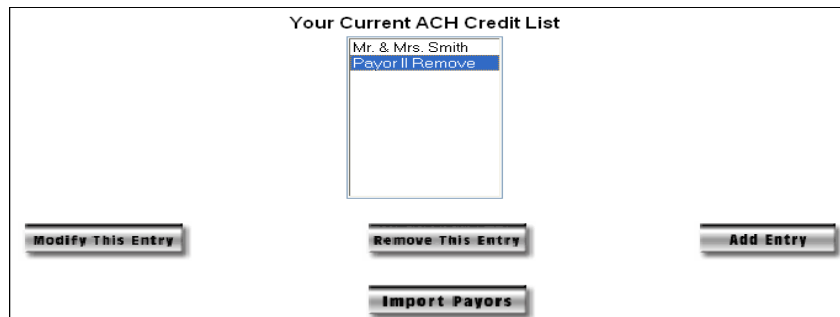 Your Current ACH Credit List
Mr. & Mrs. Smith
Payor II Remove
Modify This Entry
Remove This Entry
Add Entry
Import Payors